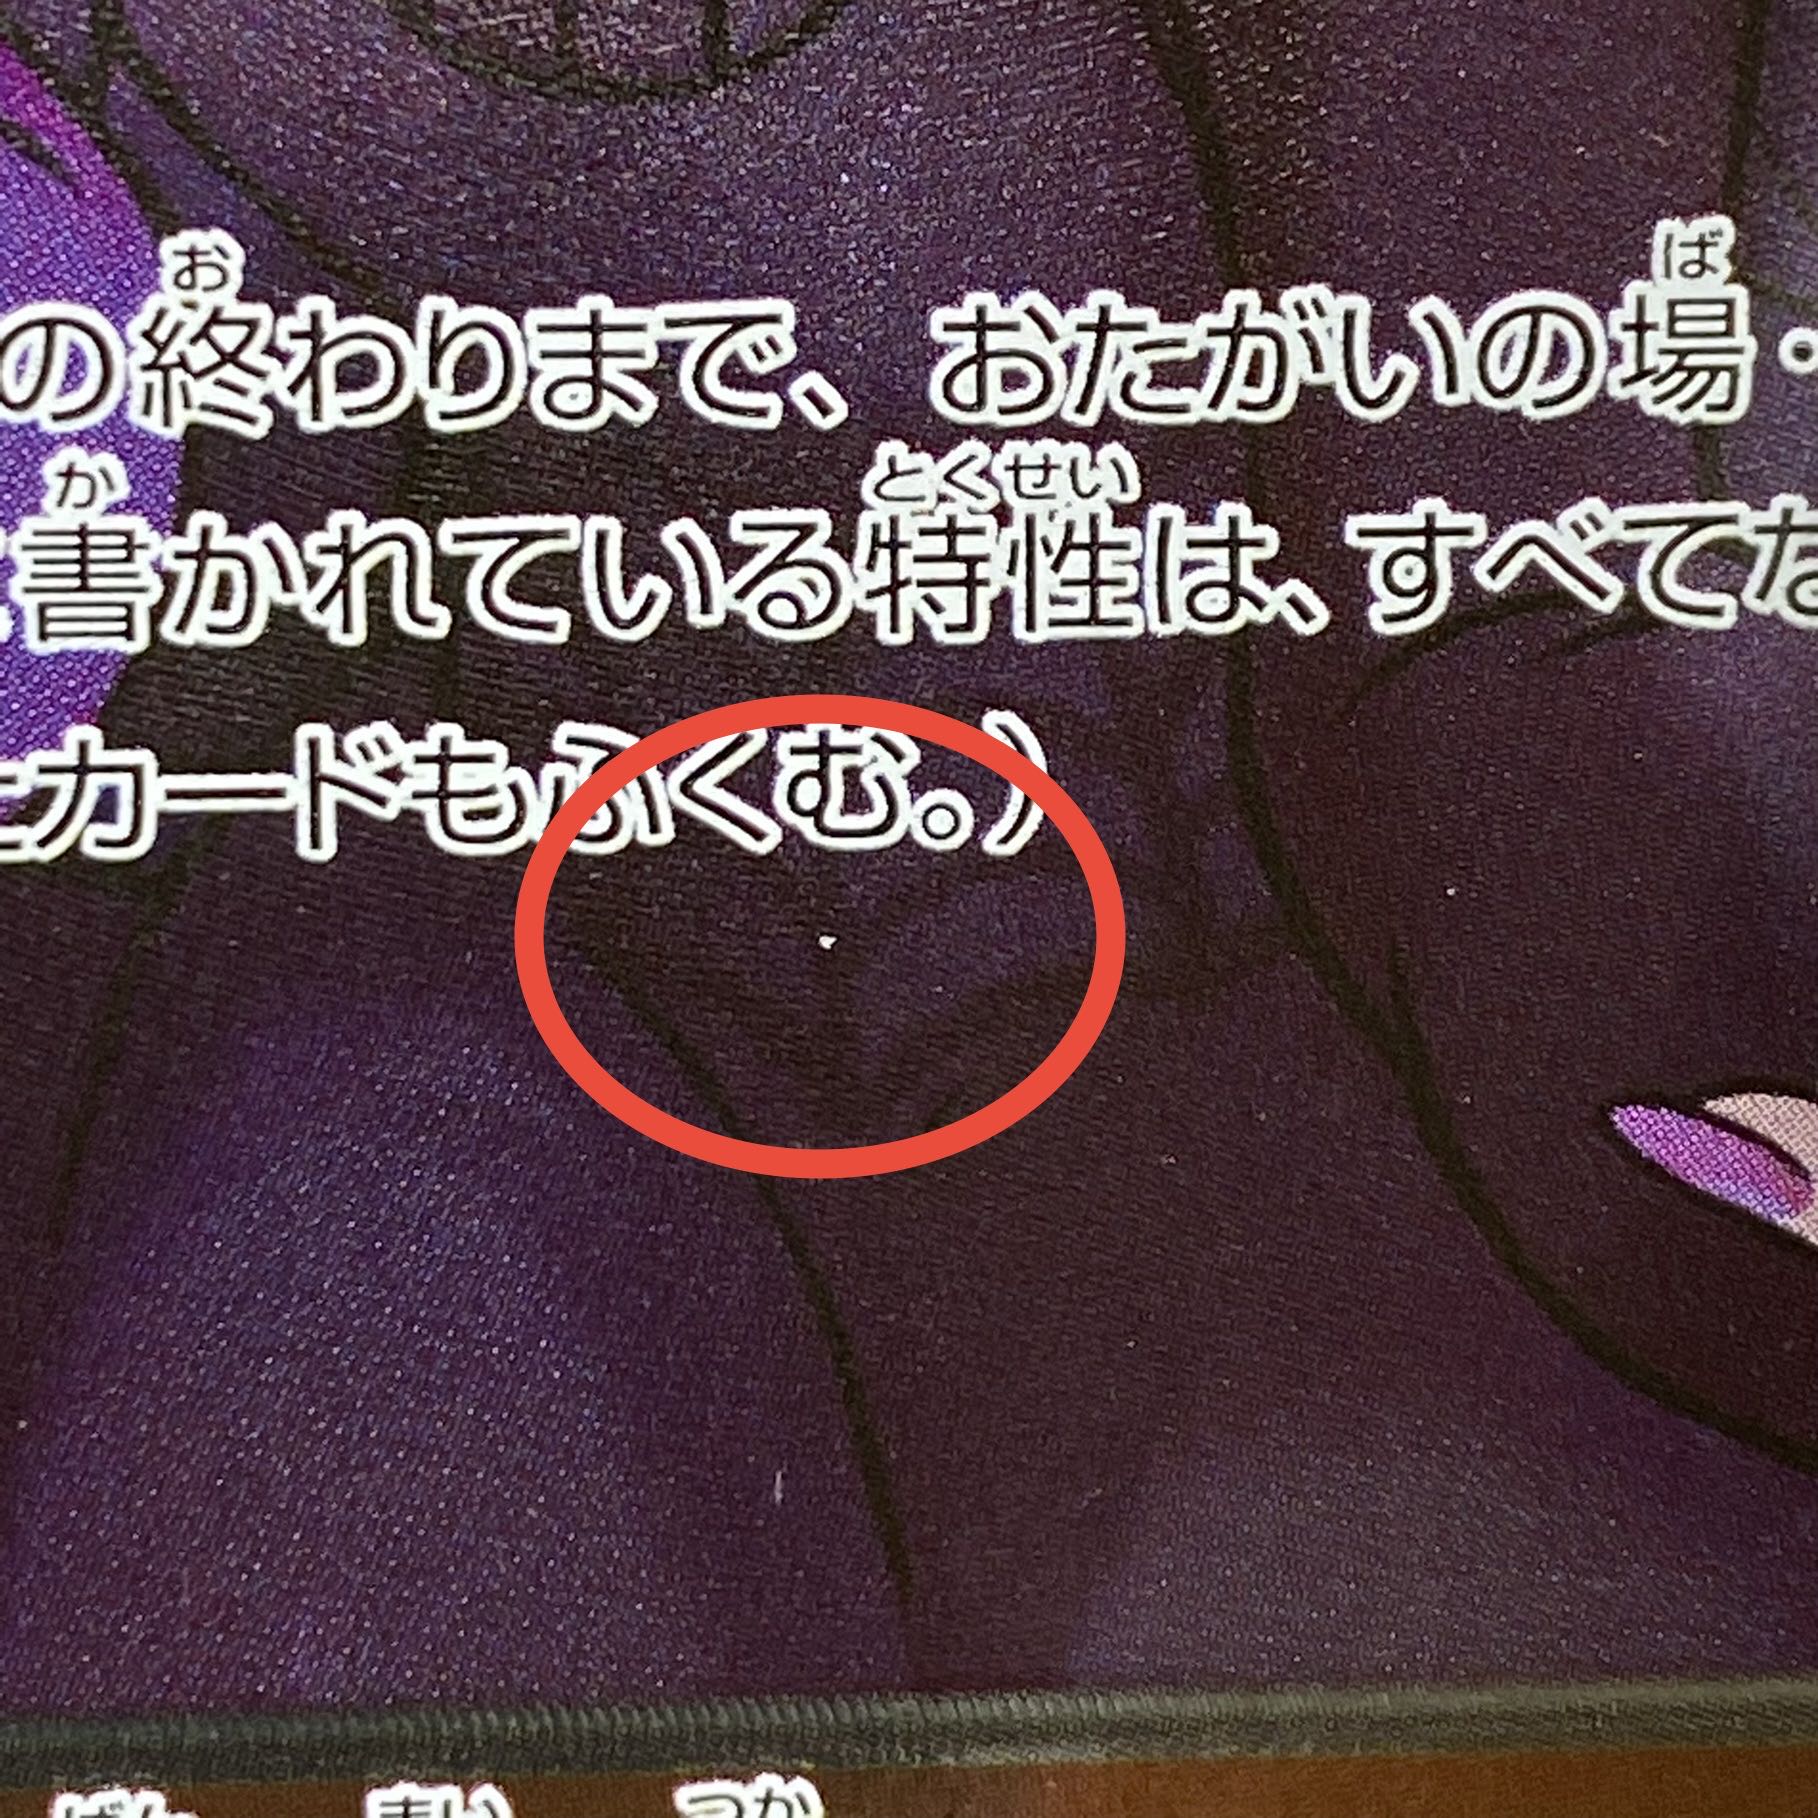 の終わりまで、おたがいの場・
書かれている特性は、すべてな
カードもふくむ。)